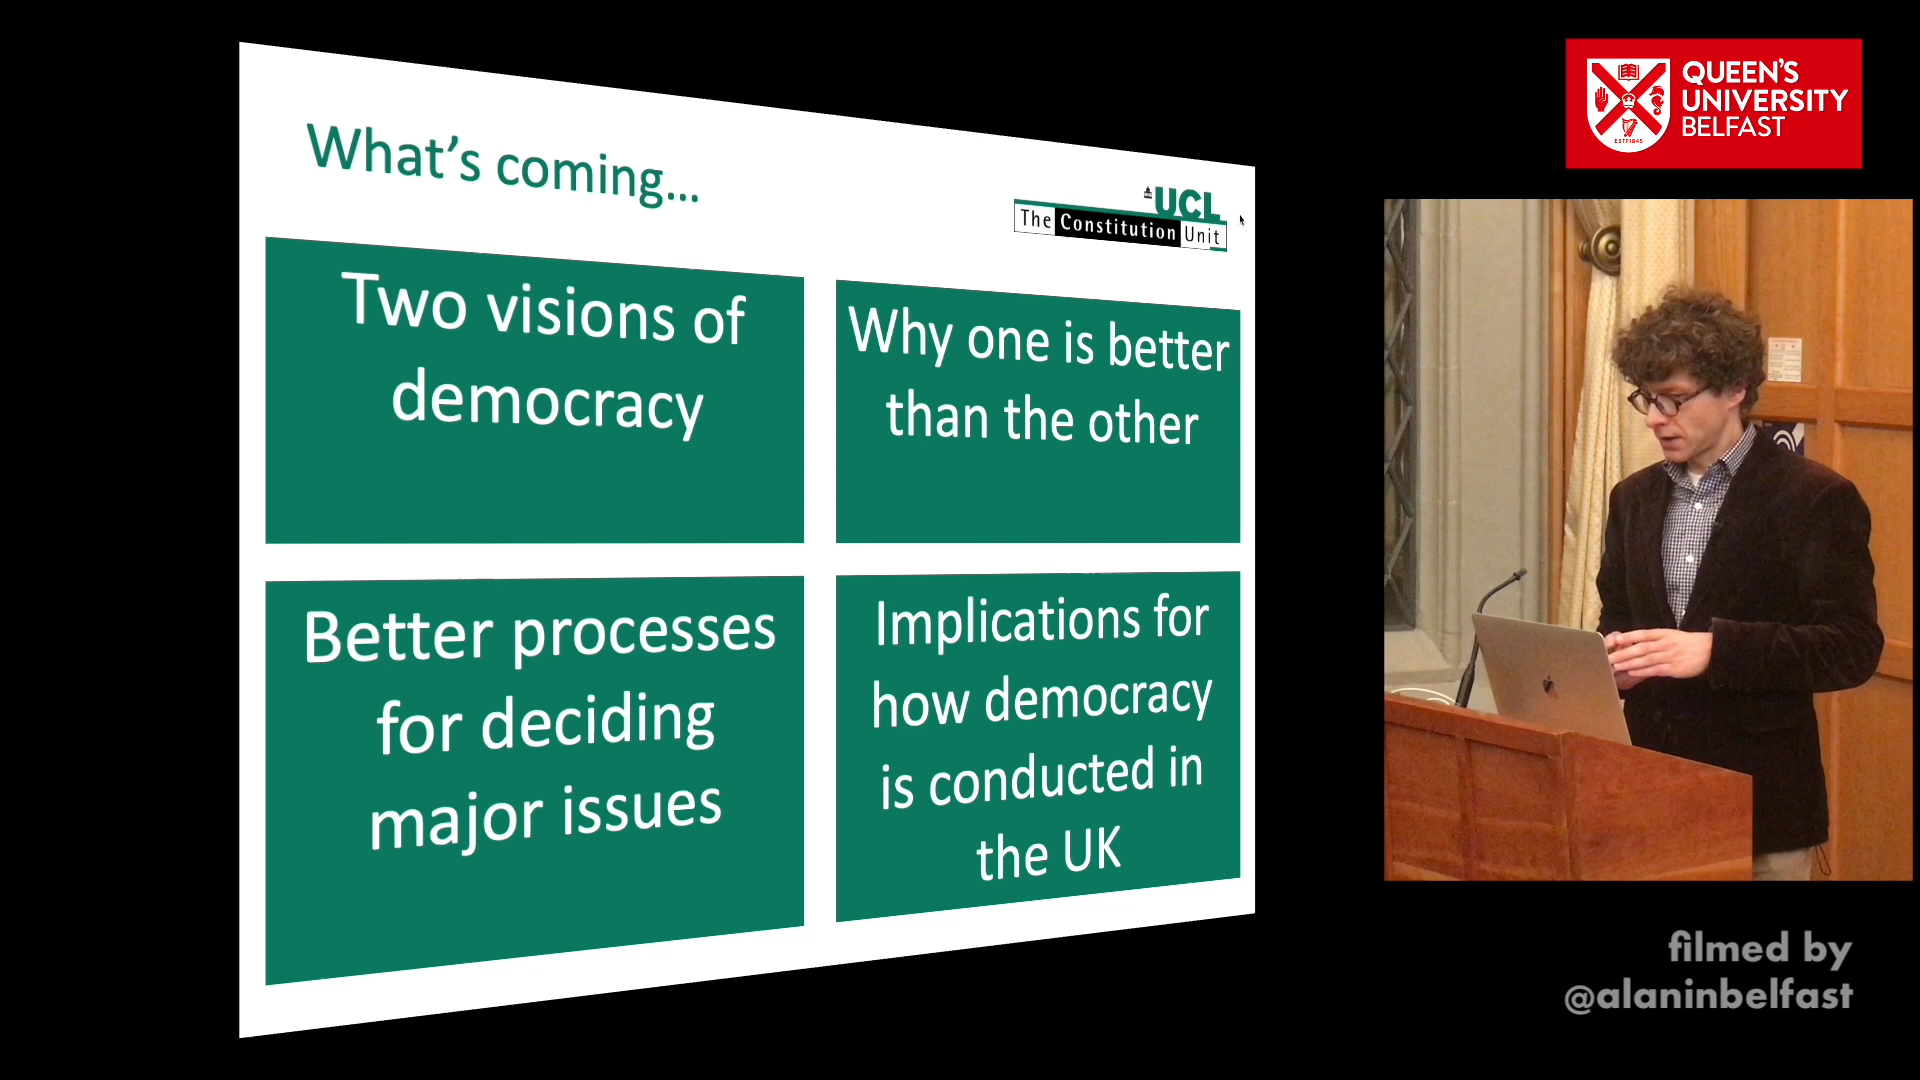 What's coming...
UCL
The Constitution Unit
Two visions of
democracy
Why one is better
than the other
Better processes
for deciding
major issues
Implications for
how democracy
is conducted in
the UK
QUEEN'S
UNIVERSITY
BELFAST
ESTD1845
filmed by
@alaninbelfast